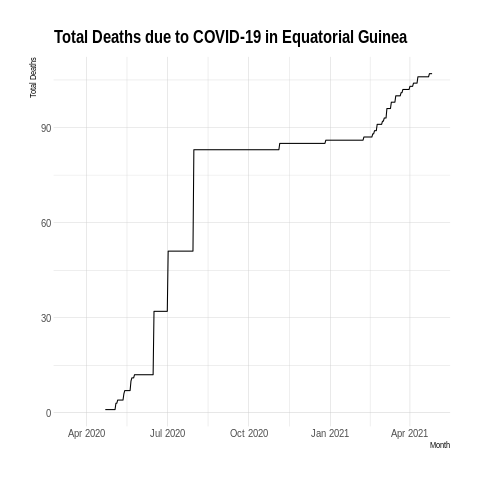 Total Deaths due to COVID-19 in Equatorial Guinea
Total Deaths
90
60
30
0
Apr 2020 Jul 2020 Oct 2020 Jan 2021 Apr 2021
Month